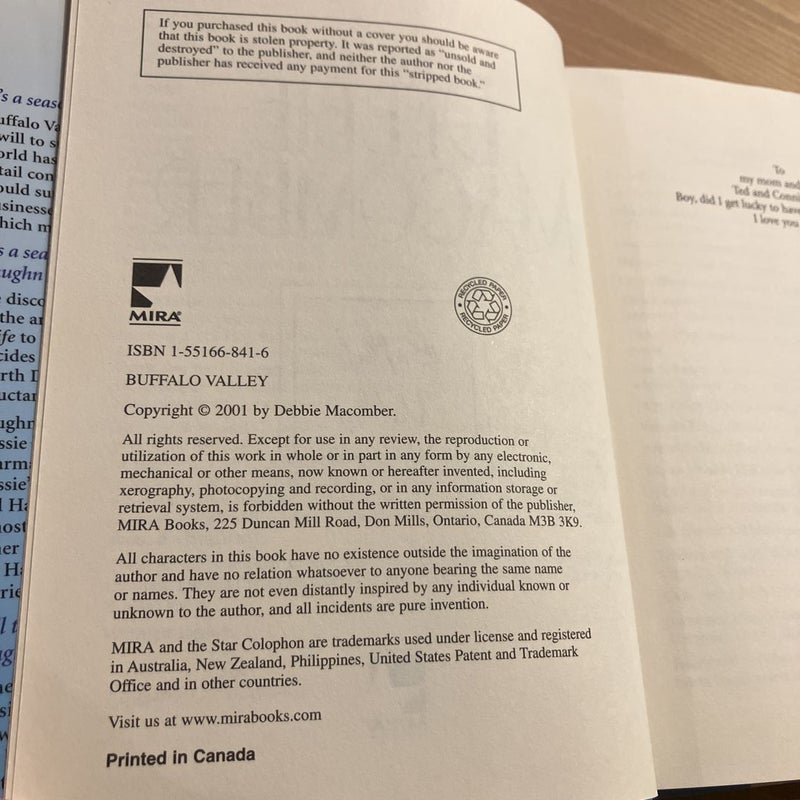 If you purchased this book without a cover you should be aware
that this book is stolen property. It was reported as "unsold and
destroyed" to the publisher, and neither the author nor the
publisher has received any payment for this "stripped book."
MIRA®
RECYCLED PAPER
RECYCLED PAPER
ISBN 1-55166-841-6
BUFFALO VALLEY
Copyright © 2001 by Debbie Macomber.
All rights reserved. Except for use in any review, the reproduction or
utilization of this work in whole or in part in any form by any electronic,
mechanical or other means, now known or hereafter invented, including
xerography, photocopying and recording, or in any information storage or
retrieval system, is forbidden without the written permission of the publisher,
MIRA Books, 225 Duncan Mill Road, Don Mills, Ontario, Canada M3B 3K9.
All characters in this book have no existence outside the imagination of the
author and have no relation whatsoever to anyone bearing the same name
or names. They are not even distantly inspired by any individual known or
unknown to the author, and all incidents are pure invention.
MIRA and the Star Colophon are trademarks used under license and registered
in Australia, New Zealand, Philippines, United States Patent and Trademark
Office and in other countries.
Visit us at www.mirabooks.com
Printed in Canada
To
my mom and
Ted and
Boy, did I get lucky to have
I love you
's a
will to
orld has
tail
hich
s a
the
to